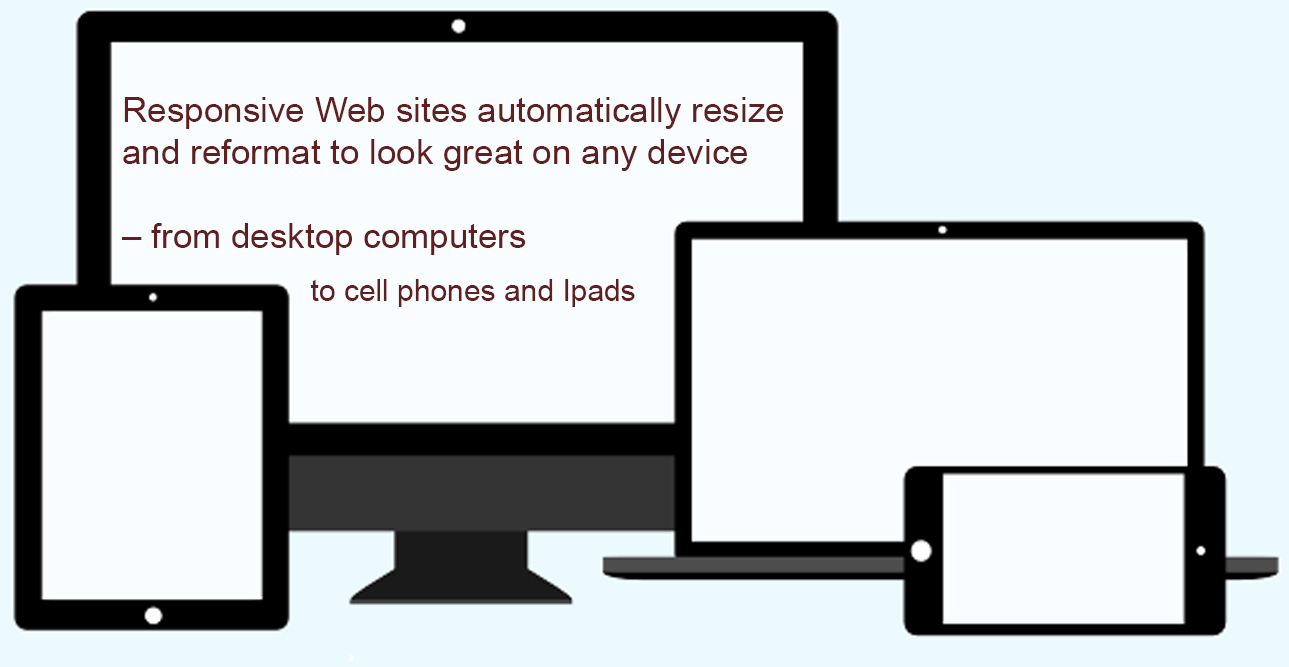 Responsive Web sites automatically resize
and reformat to look great on any device
– from desktop computers
to cell phones and Ipads